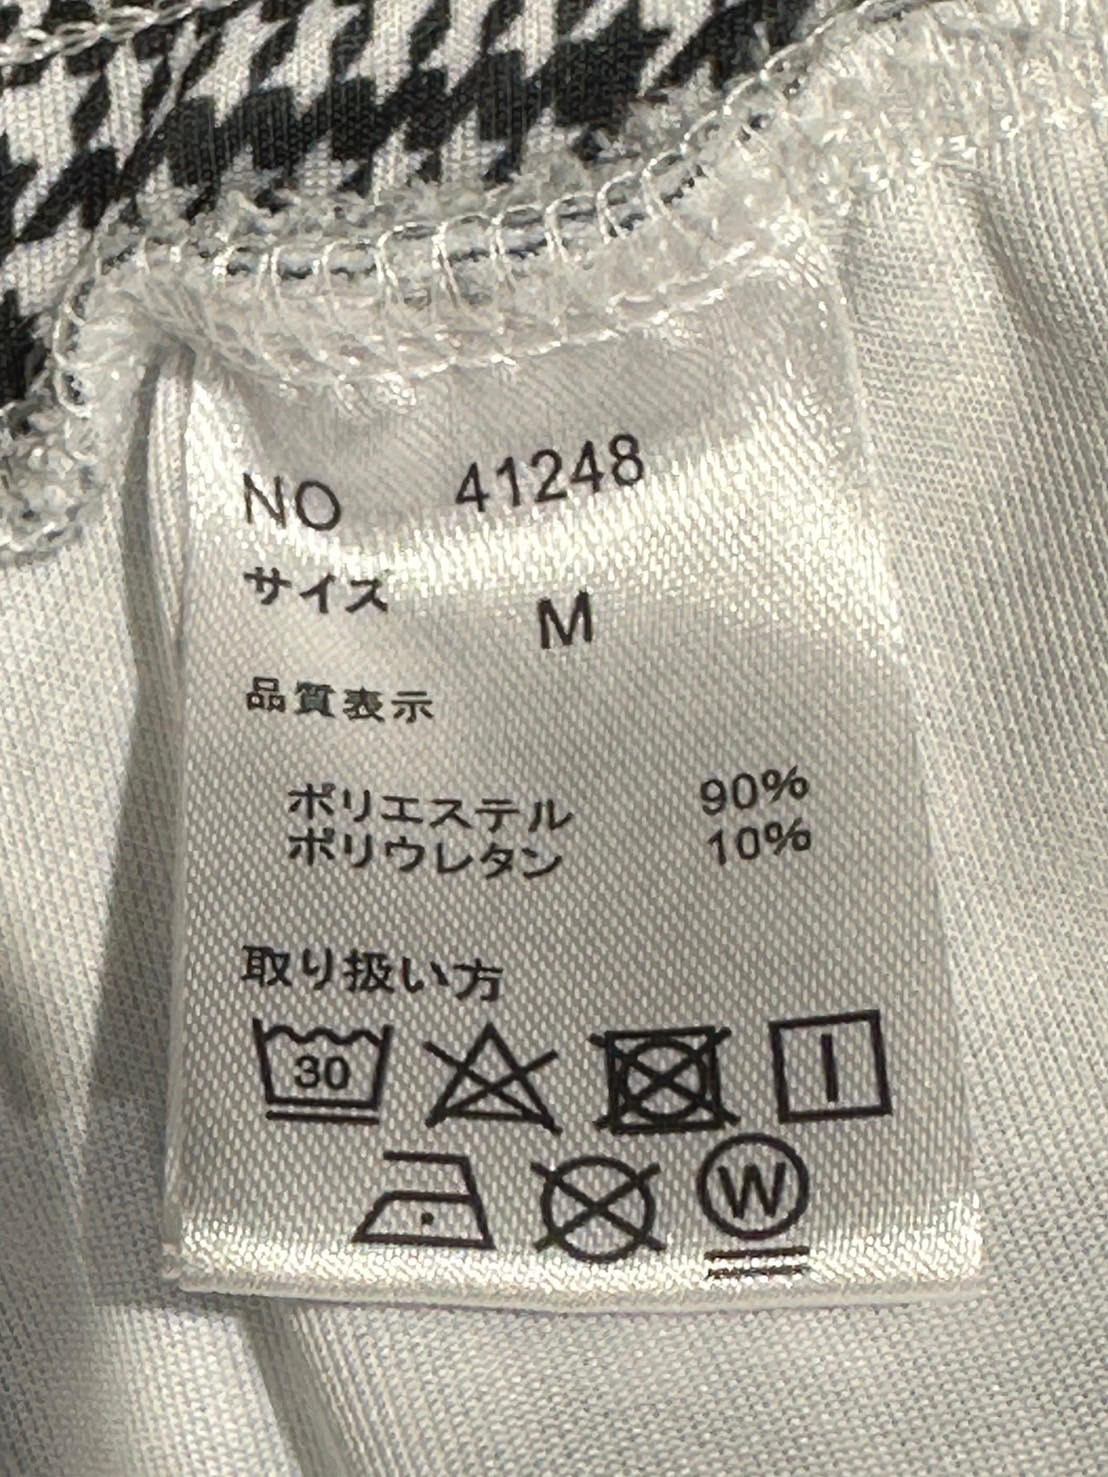 NO 41248
サイズ M
品質表示
ポリエステル 90%
ポリウレタン 10%
取り扱い方
30
W